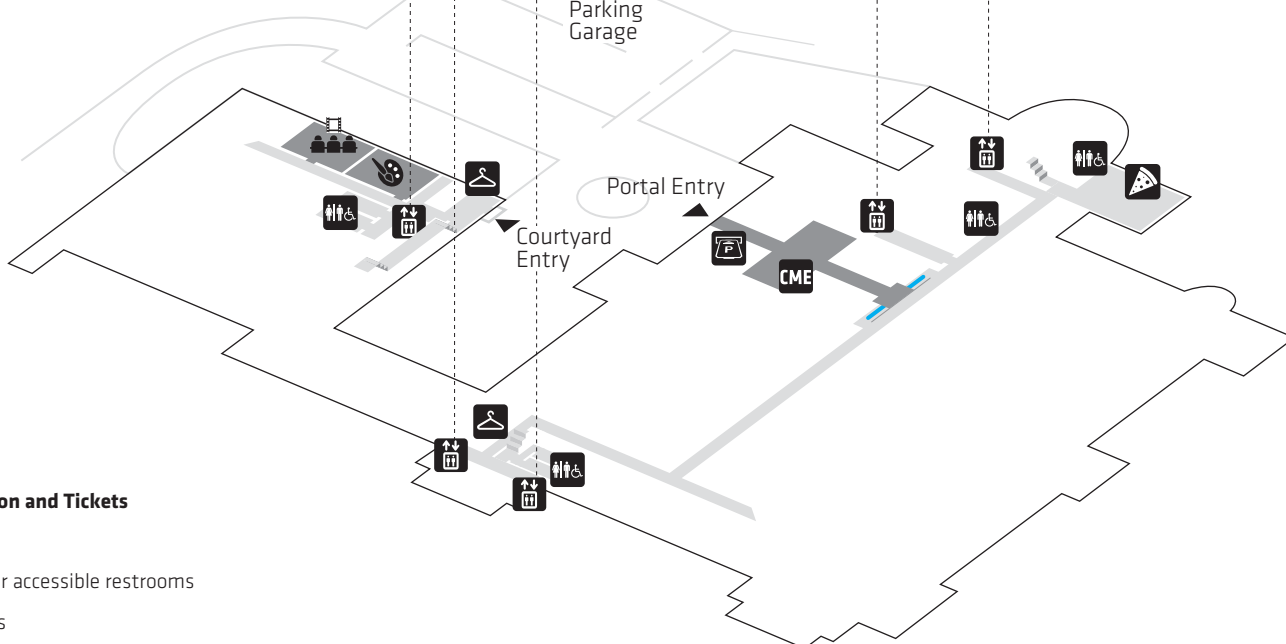 Parking
Garage
Portal Entry
Courtyard
Entry
P
CME
on and Tickets
r accessible restrooms
s